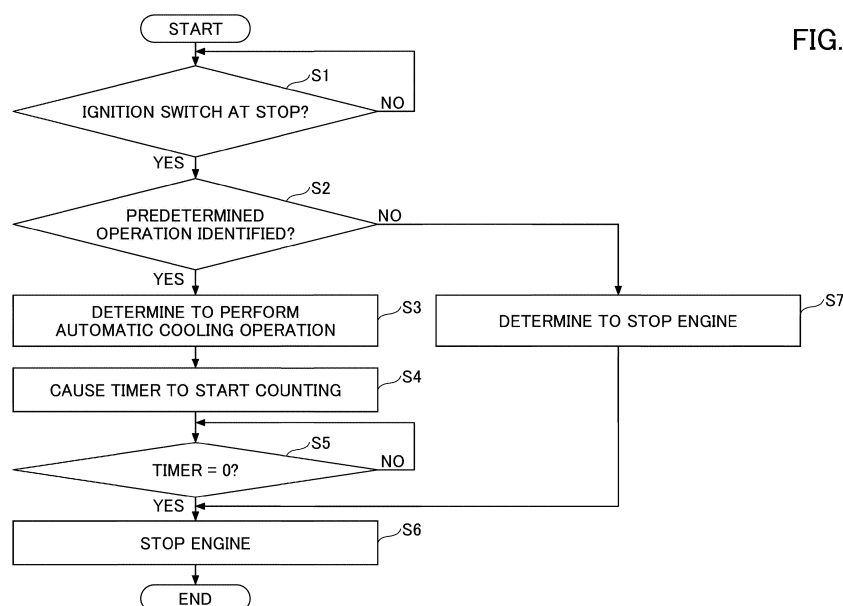 START
FIG.
S1
IGNITION SWITCH AT STOP?
NO
YES
S2
PREDETERMINED
OPERATION IDENTIFIED?
NO
YES
S3
DETERMINE TO PERFORM
AUTOMATIC COOLING OPERATION
S7
DETERMINE TO STOP ENGINE
S4
CAUSE TIMER TO START COUNTING
S5
TIMER = 0?
NO
YES
S6
STOP ENGINE
END